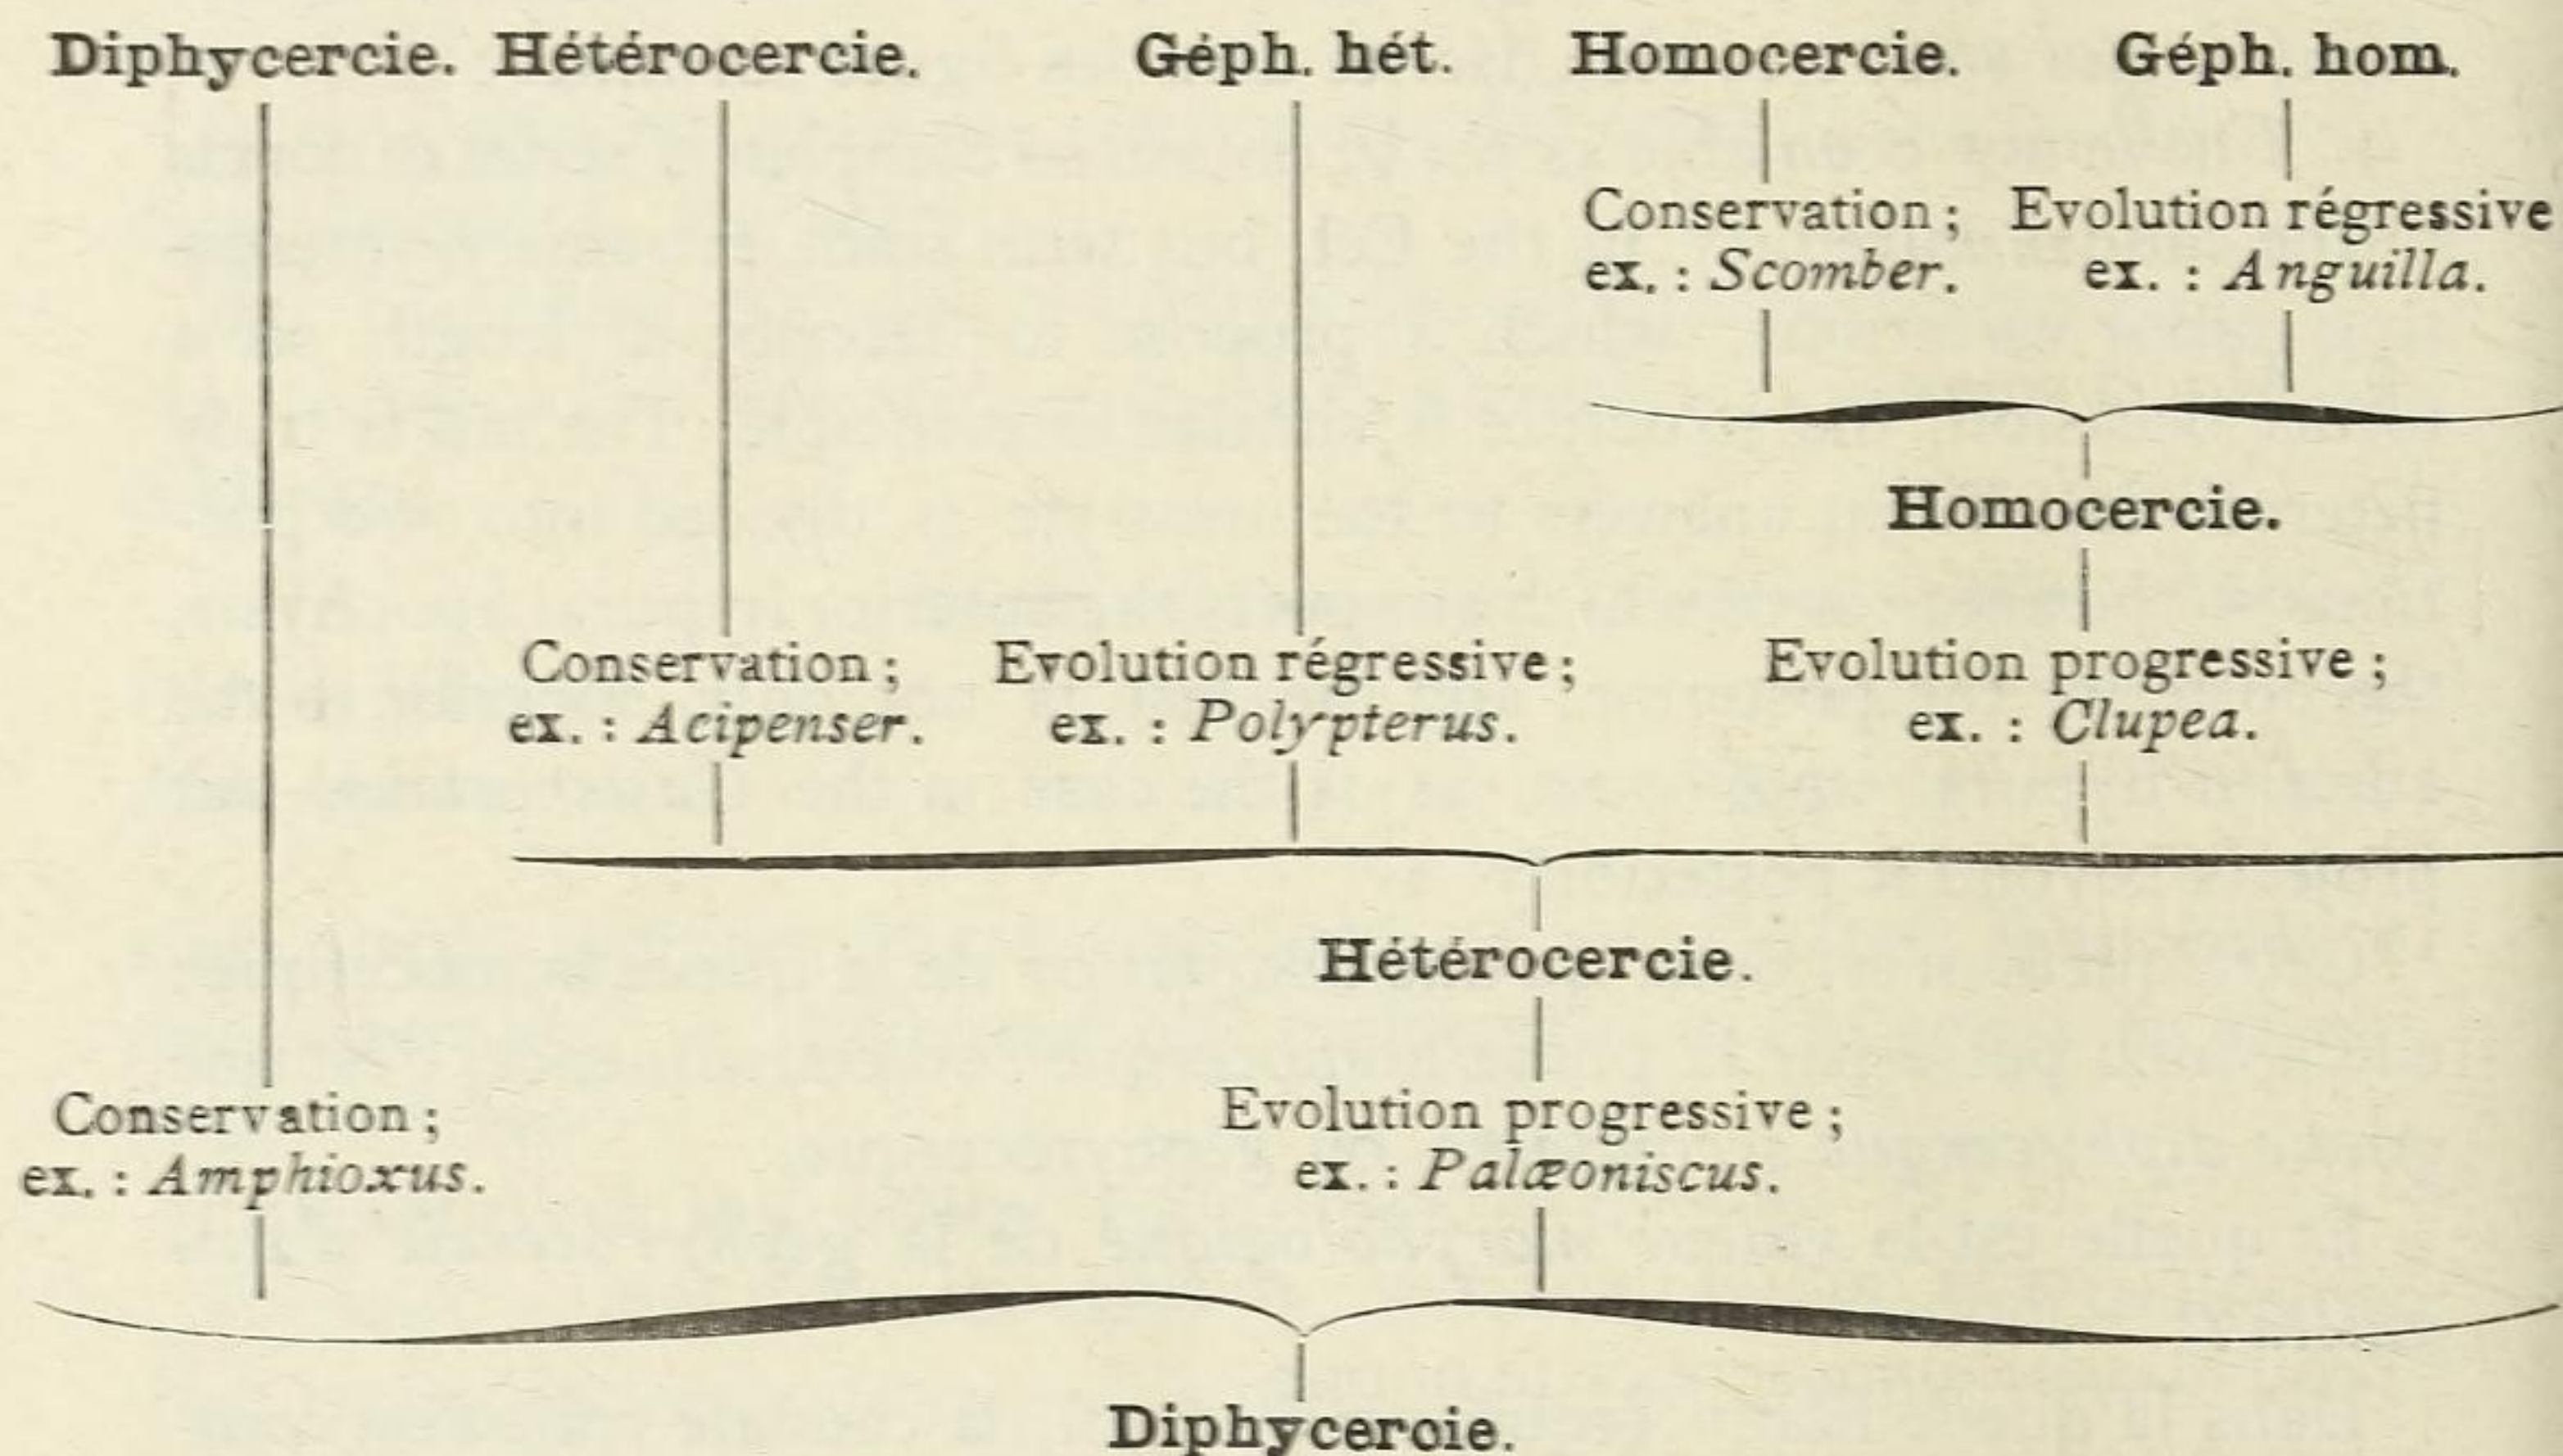 Diphycercie. Hétérocercie. Géph. hét. Homocercie. Géph. hom.
Conservation ; Evolution régressive
ex. : Scomber. ex. : Anguilla.
Homocercie.
Conservation ; Evolution régressive ; Evolution progressive ;
ex. : Acipenser. ex. : Polypterus. ex. : Clupea.
Hétérocercie.
Conservation ; Evolution progressive ;
ex. : Amphioxus. ex. : Palæoniscus.
Diphyceroie.